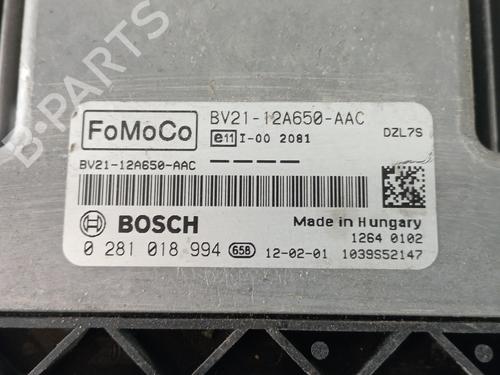 FoMoCo
BV21-12A650-AAC
e11 I-00 2081
DZL7S
BV21-12A650-AAC
BOSCH
Made in Hungary
1264 0102
0 281 018 994 658 12-02-01 1039S52147